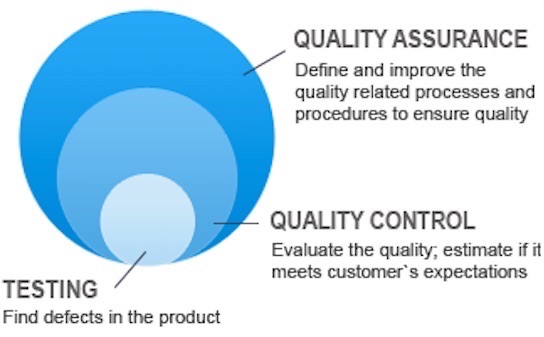 QUALITY ASSURANCE
Define and improve the
quality related processes and
procedures to ensure quality
QUALITY CONTROL
Evaluate the quality; estimate if it
meets customer`s expectations
TESTING
Find defects in the product